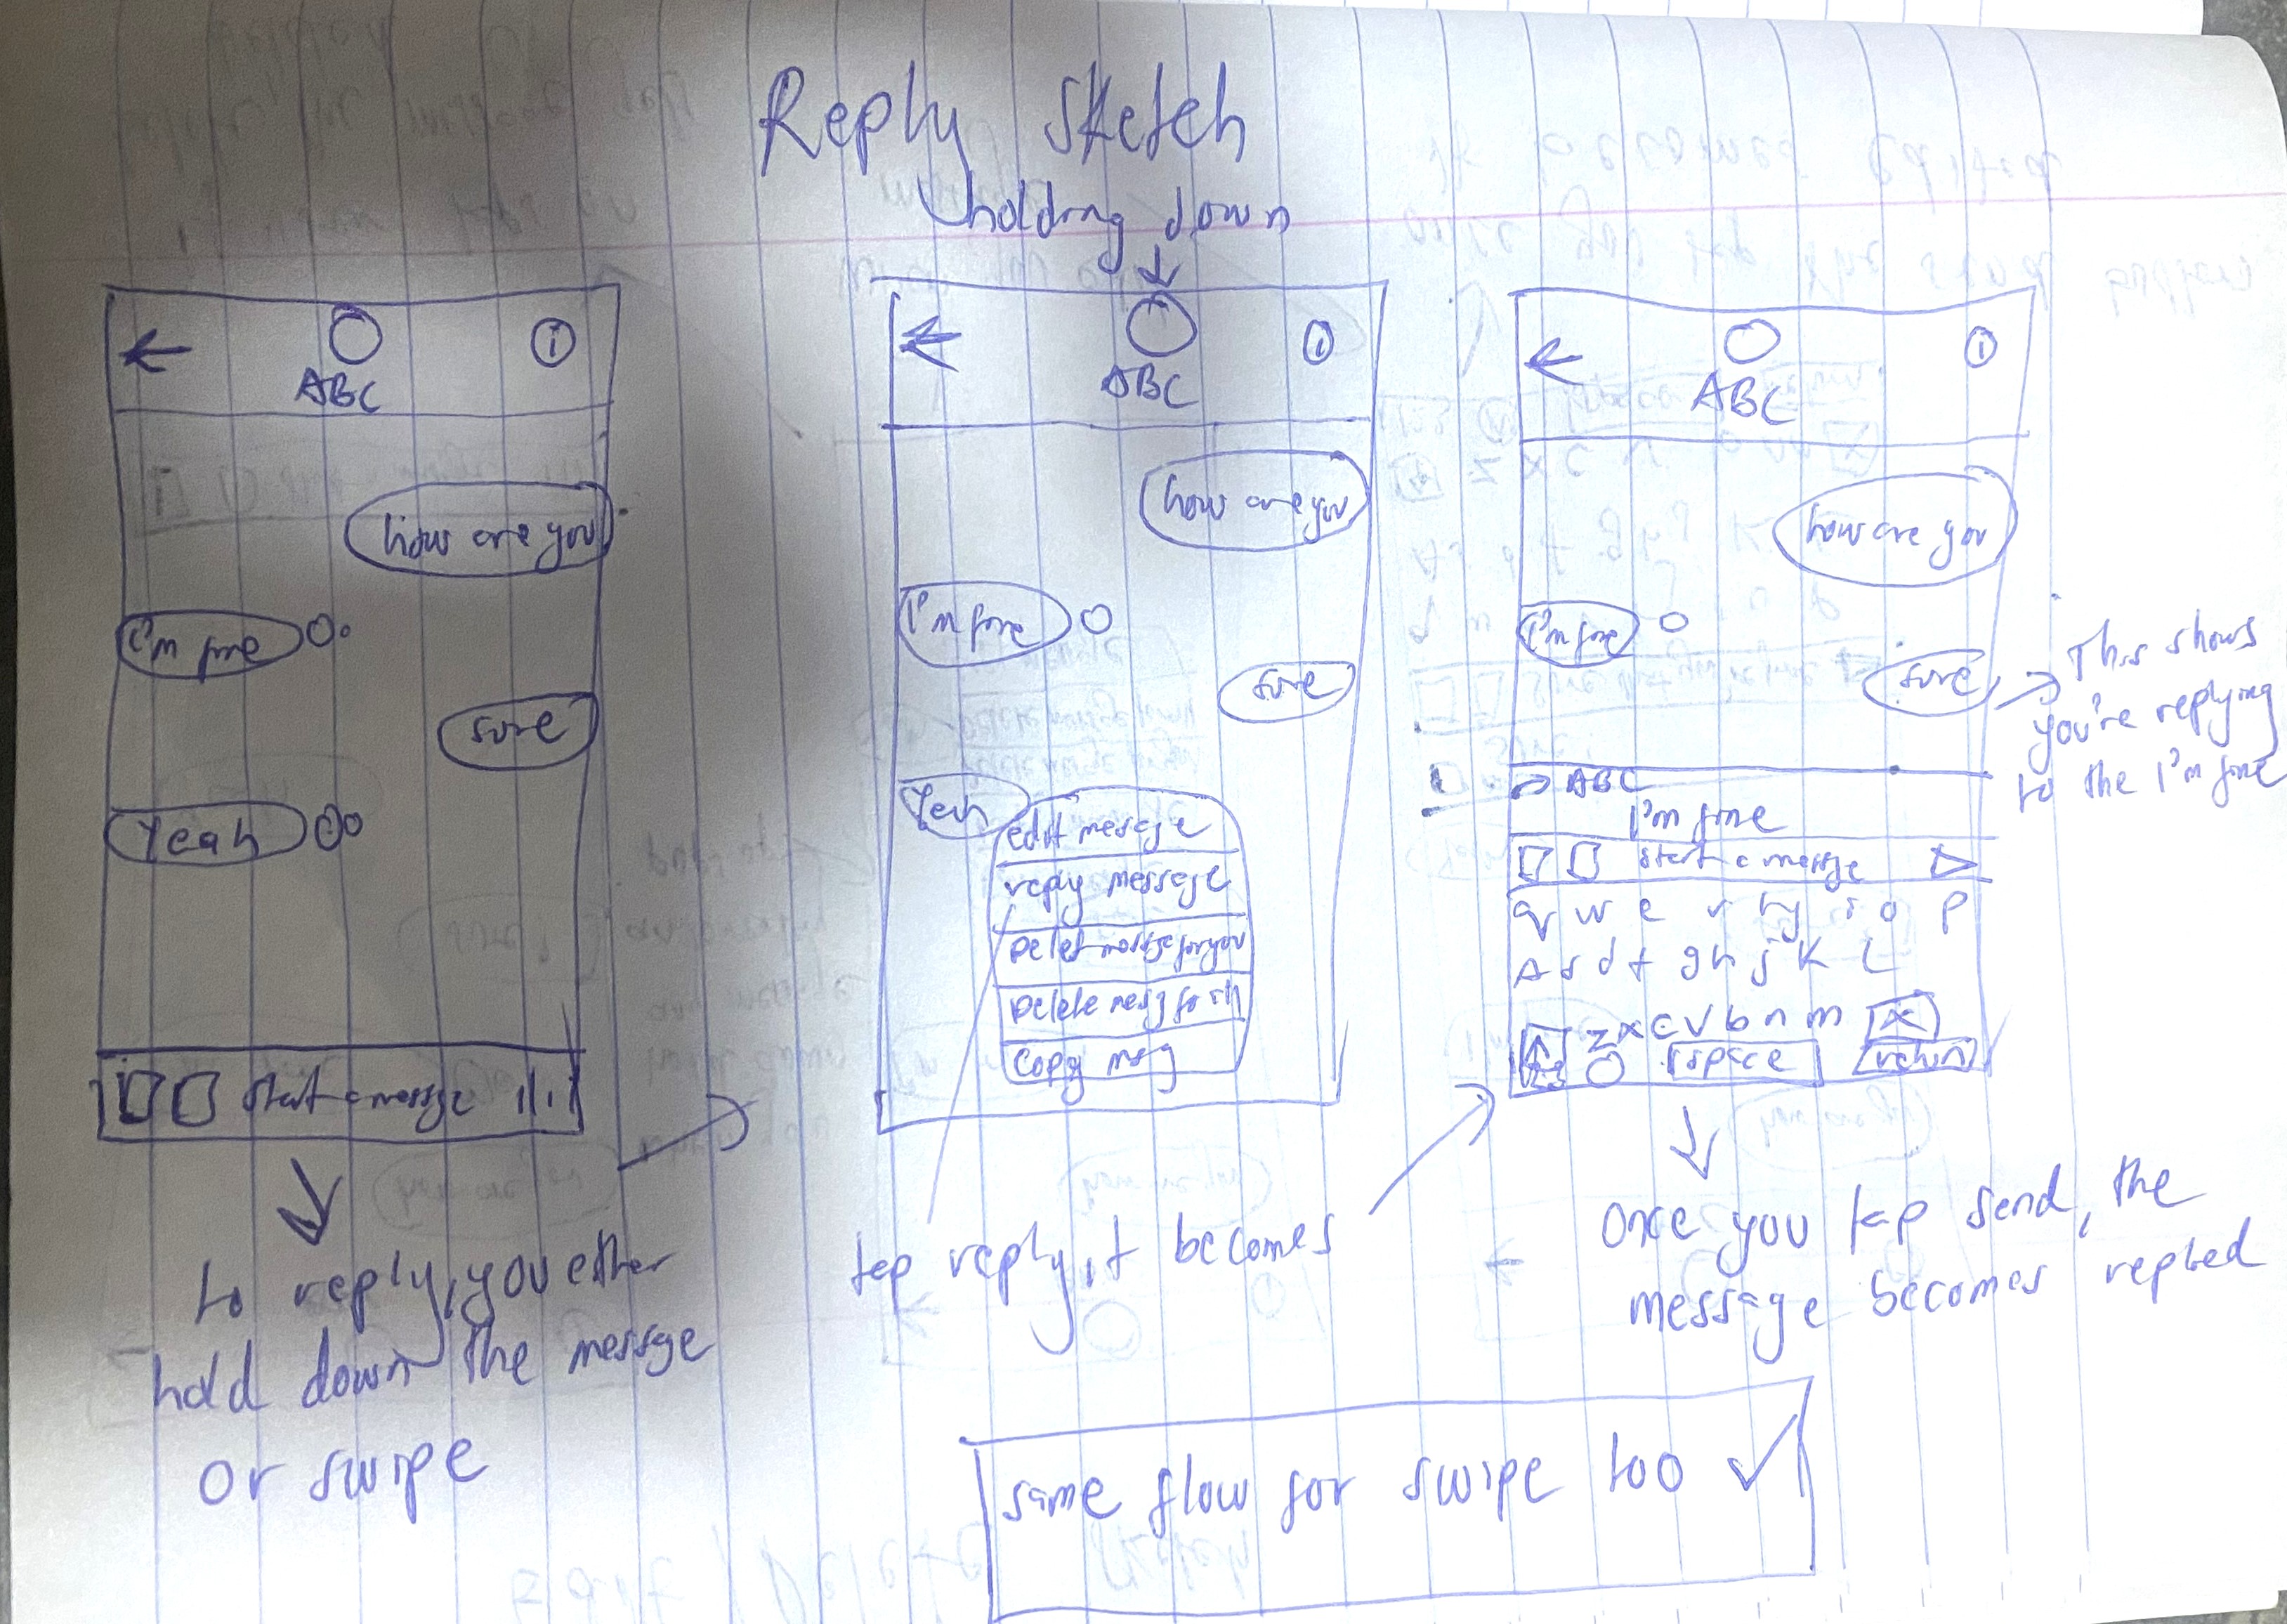 Reply sketch
holding down
ABC
how are you
I'm fine
sure
Yeah
start a message
to reply, you either
hold down the message
or swipe
ABC
how are you
I'm fine
sure
Yeah
edit message
reply message
Delet message for you
Delete mesg for
copy msg
tap reply, it becomes
ABC
how are you
I'm fine
sure
This shows
you're replying
to the I'm fine
ABC
I'm fine
start a message
q w e r t y i o p
A s d f g h j k L
z x c v b n m
space
return
Once you tap send, the
message becomes replied
same flow for swipe too